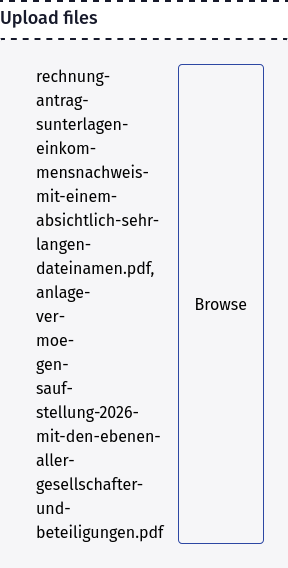 Upload files
rechnung-
antrag-
sunterlagen-
einkom-
mensnachweis-
mit-einem-
absichtlich-sehr-
langen-
dateinamen.pdf,
anlage-
ver-
moe-
gen-
sauf-
stellung-2026-
mit-den-ebenen-
aller-
gesellschafter-
und-
beteiligungen.pdf
Browse